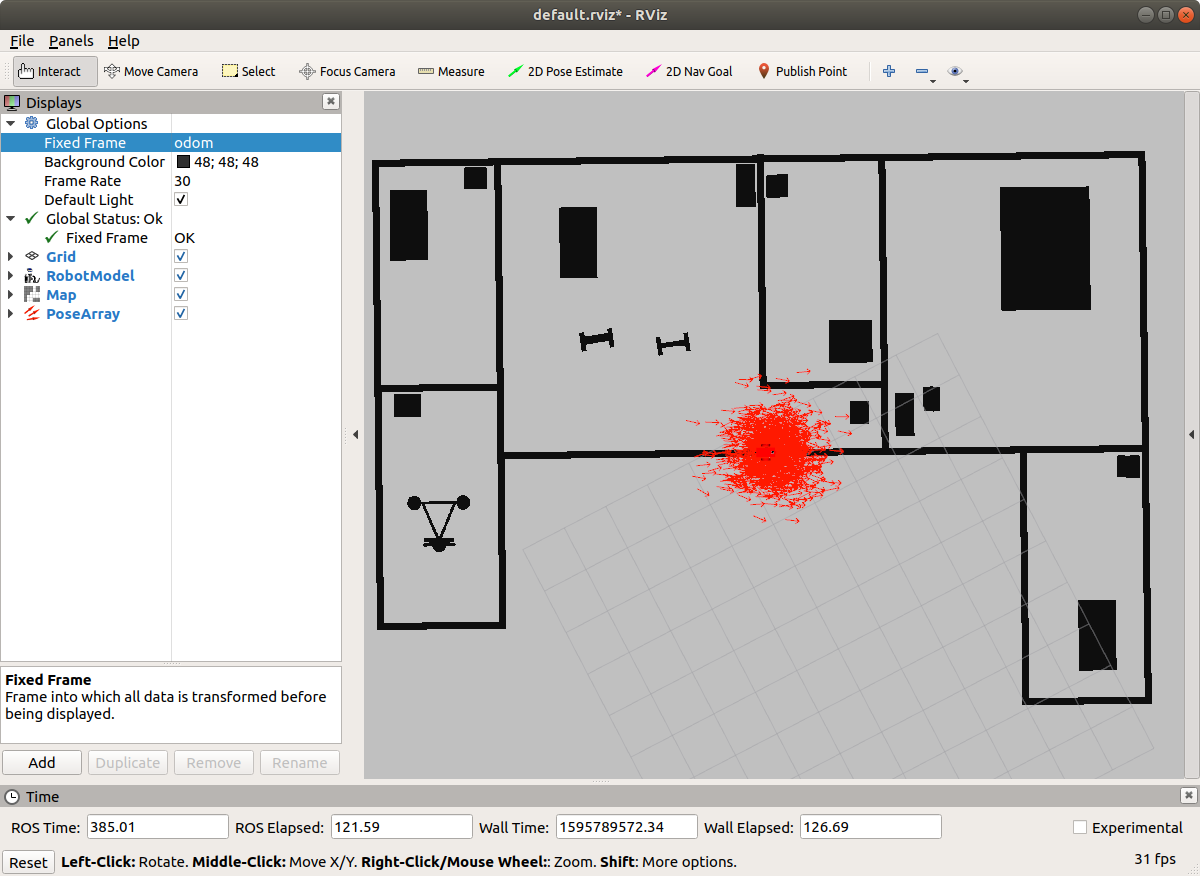 default.rviz* - RViz
File Panels Help
Interact Move Camera Select Focus Camera Measure 2D Pose Estimate 2D Nav Goal Publish Point
Displays
Global Options
Fixed Frame odom
Background Color 48; 48; 48
Frame Rate 30
Default Light
Global Status: Ok
Fixed Frame OK
Grid
RobotModel
Map
PoseArray
Fixed Frame
Frame into which all data is transformed before
being displayed.
Add Duplicate Remove Rename
Time
ROS Time: 385.01 ROS Elapsed: 121.59 Wall Time: 1595789572.34 Wall Elapsed: 126.69 Experimental
Reset Left-Click: Rotate. Middle-Click: Move X/Y. Right-Click/Mouse Wheel:: Zoom. Shift: More options. 31 fps